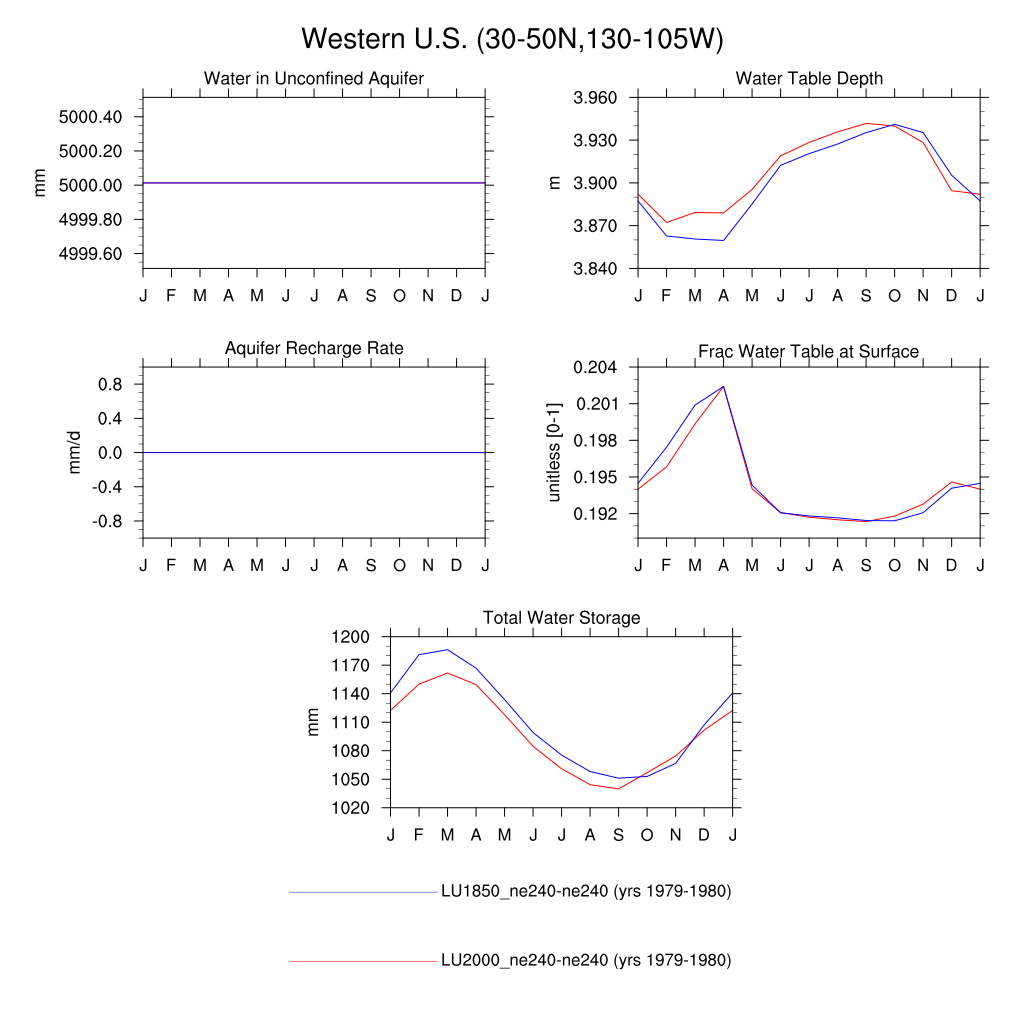 Western U.S. (30-50N,130-105W)
Water in Unconfined Aquifer
5000.40
5000.20
5000.00
4999.80
4999.60
mm
J F M A M J J A S O N D J
Water Table Depth
3.960
3.930
3.900
3.870
3.840
m
J F M A M J J A S O N D J
Aquifer Recharge Rate
0.8
0.4
0.0
-0.4
-0.8
mm/d
J F M A M J J A S O N D J
Frac Water Table at Surface
0.204
0.201
0.198
0.195
0.192
unitless [0-1]
J F M A M J J A S O N D J
Total Water Storage
1200
1170
1140
1110
1080
1050
1020
mm
J F M A M J J A S O N D J
LU1850_ne240-ne240 (yrs 1979-1980)
LU2000_ne240-ne240 (yrs 1979-1980)